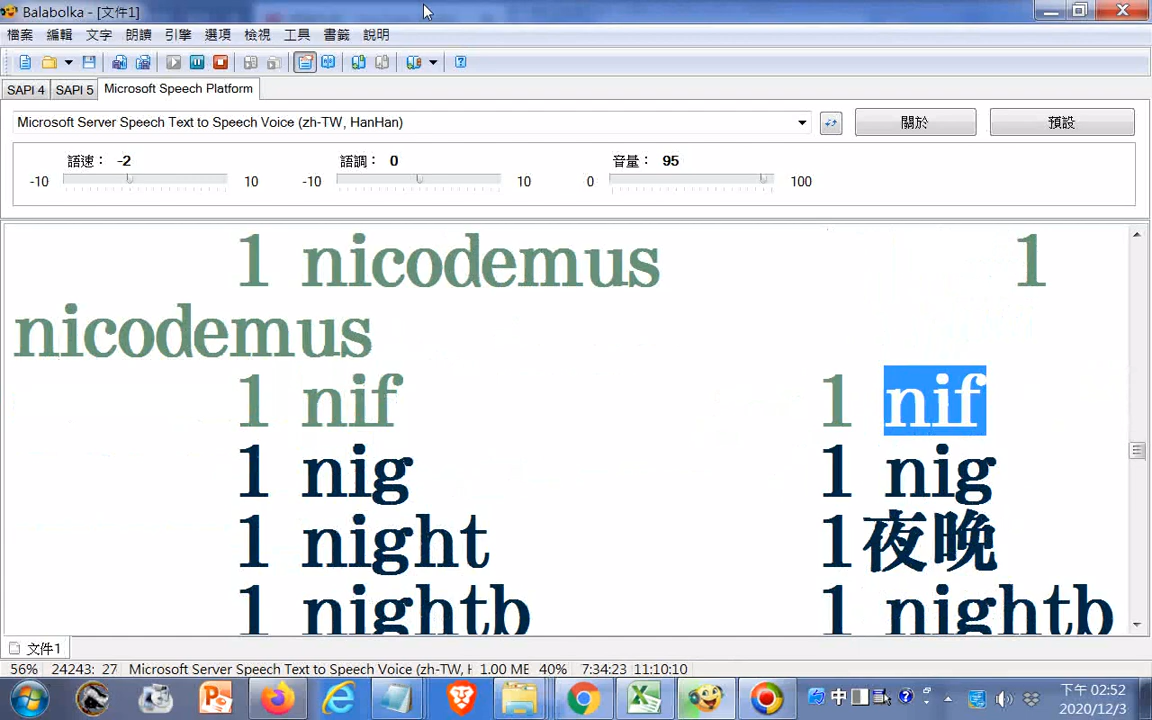 Balabolka - [文件1]
檔案 編輯 文字 朗讀 引擎 選項 檢視 工具 書籤 說明
SAPI 4 SAPI 5 Microsoft Speech Platform
Microsoft Server Speech Text to Speech Voice (zh-TW, HanHan) 關於 預設
語速： -2 語調： 0 音量： 95
-10 10 -10 10 0 100
1 nicodemus 1
nicodemus
1 nif 1 nif
1 nig 1 nig
1 night 1夜晚
1 nightb 1 nightb
文件1
56% 24243: 27 Microsoft Server Speech Text to Speech Voice (zh-TW, 1.00 ME 40% 7:34:23 11:10:10
中 下午 02:52
2020/12/3